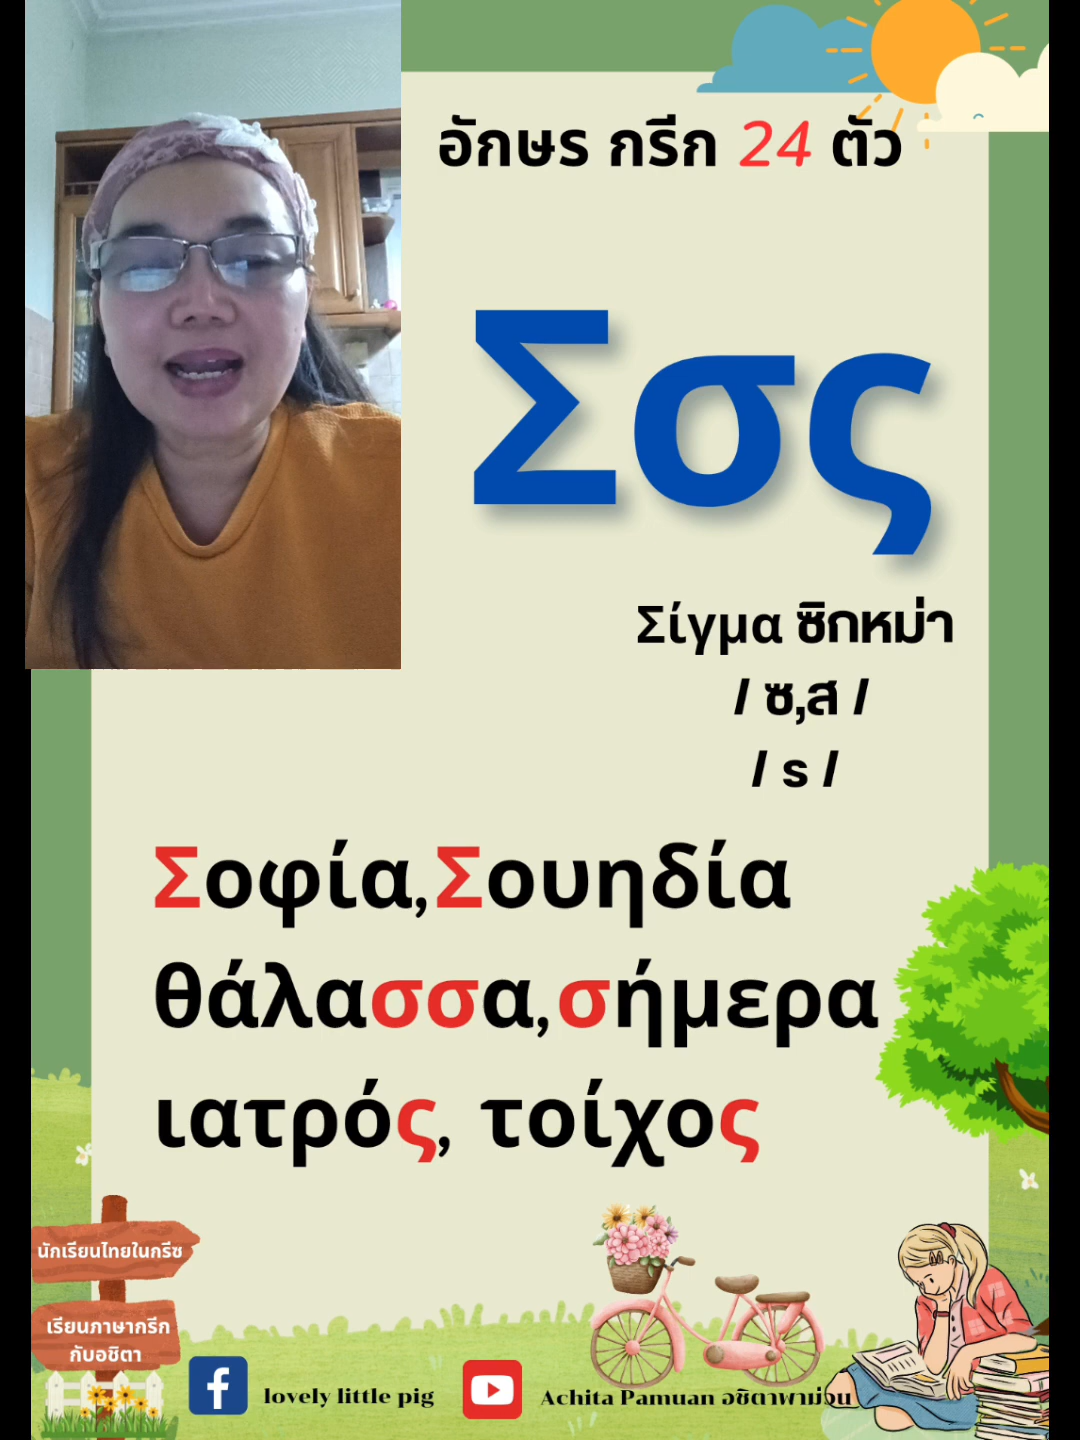 อักษร กรีก 24 ตัว
Σσς
Σίγμα ซิกหม่า
/ ซ,ส /
/ s /
Σοφία,Σουηδία
θάλασσα,σήμερα
ιατρός, τοίχος
นักเรียนไทยในกรีซ
เรียนภาษากรีก
กับอชิตา
lovely little pig
Achita Pamuan อชิตาพาม่วน